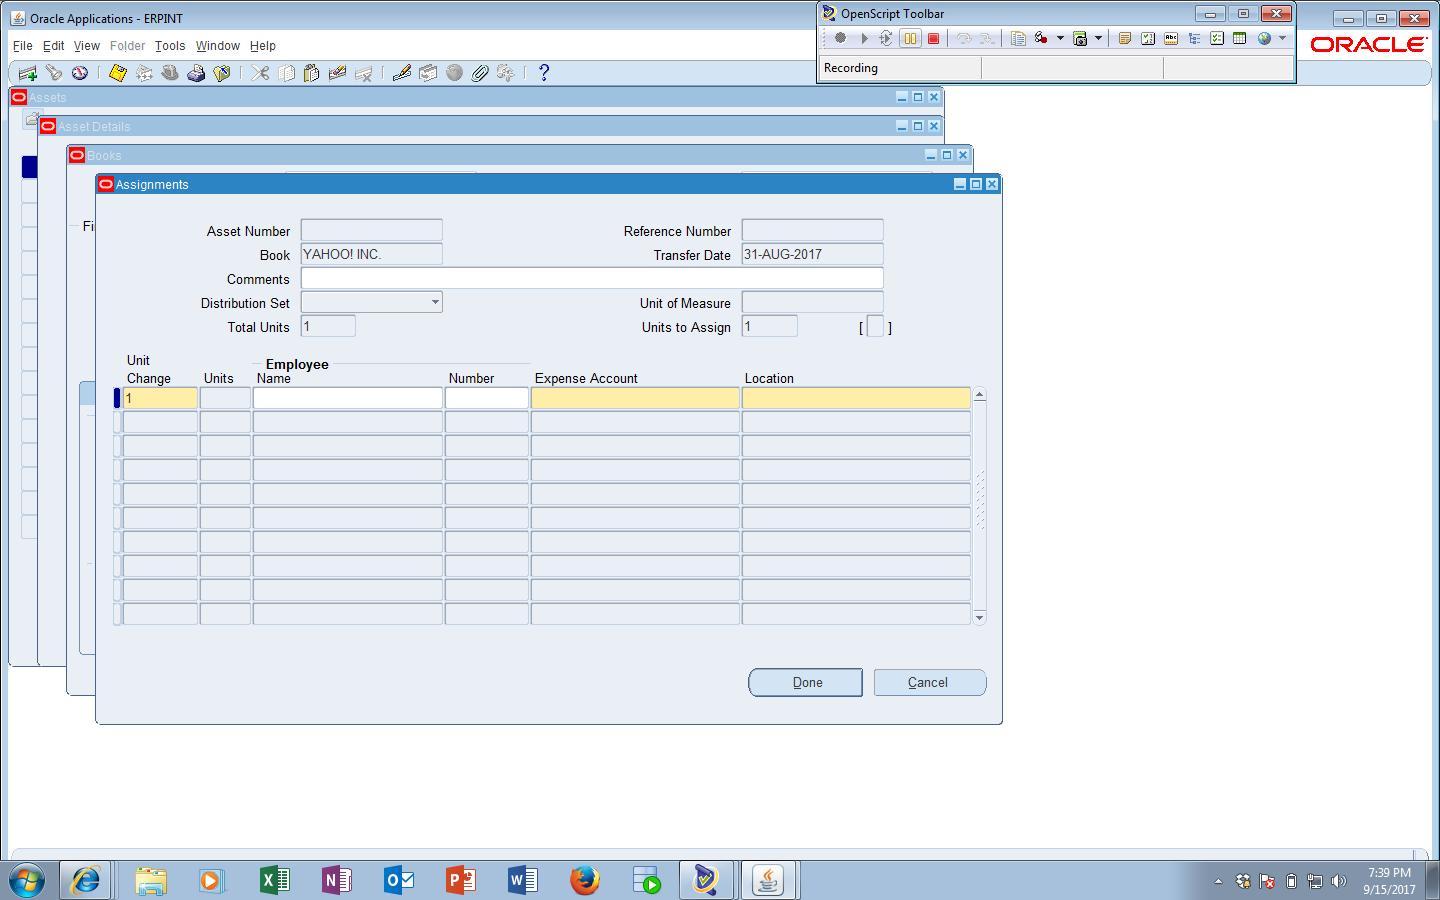 Oracle Applications - ERPINT
OpenScript Toolbar
File Edit View Folder Tools Window Help
ORACLE
Recording
Assets
Asset Details
Books
Assignments
Fi
Asset Number
Reference Number
Book YAHOO! INC.
Transfer Date 31-AUG-2017
Comments
Distribution Set
Unit of Measure
Total Units 1
Units to Assign 1 [ ]
Unit
Change
Units
Employee
Name
Number
Expense Account
Location
1
Done
Cancel
7:39 PM
9/15/2017